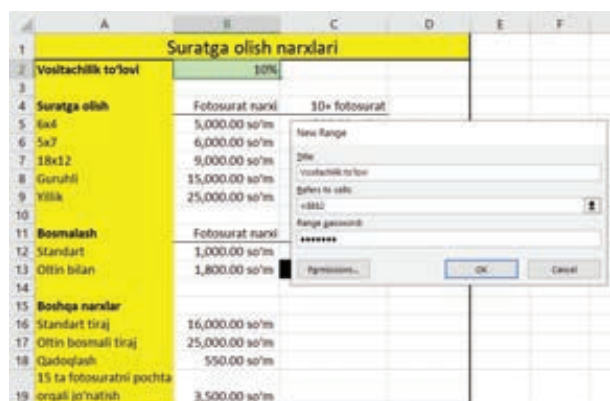 A B C D E F
1 Suratga olish narxlari
2 Vositachilik to'lovi 10%
3
4 Suratga olish Fotosurat narxi 10+ fotosurat
5 6x4 5,000.00 so'm
6 5x7 6,000.00 so'm
7 18x12 9,000.00 so'm
8 Guruhli 15,000.00 so'm
9 Yillik 25,000.00 so'm
10
11 Bosmalash Fotosurat narxi
12 Standart 1,000.00 so'm
13 Oltin bilan 1,800.00 so'm
14
15 Boshqa narxlar
16 Standart tiraj 16,000.00 so'm
17 Oltin bosmali tiraj 25,000.00 so'm
18 Qadoqlash 550.00 so'm
15 ta fotosuratni pochta
19 orqali jo'natish 3,500.00 so'm
New Range
Title:
Vositachilik to'lovi
Refers to cells:
=$B$2
Range password:
•••••••
Permissions... OK Cancel